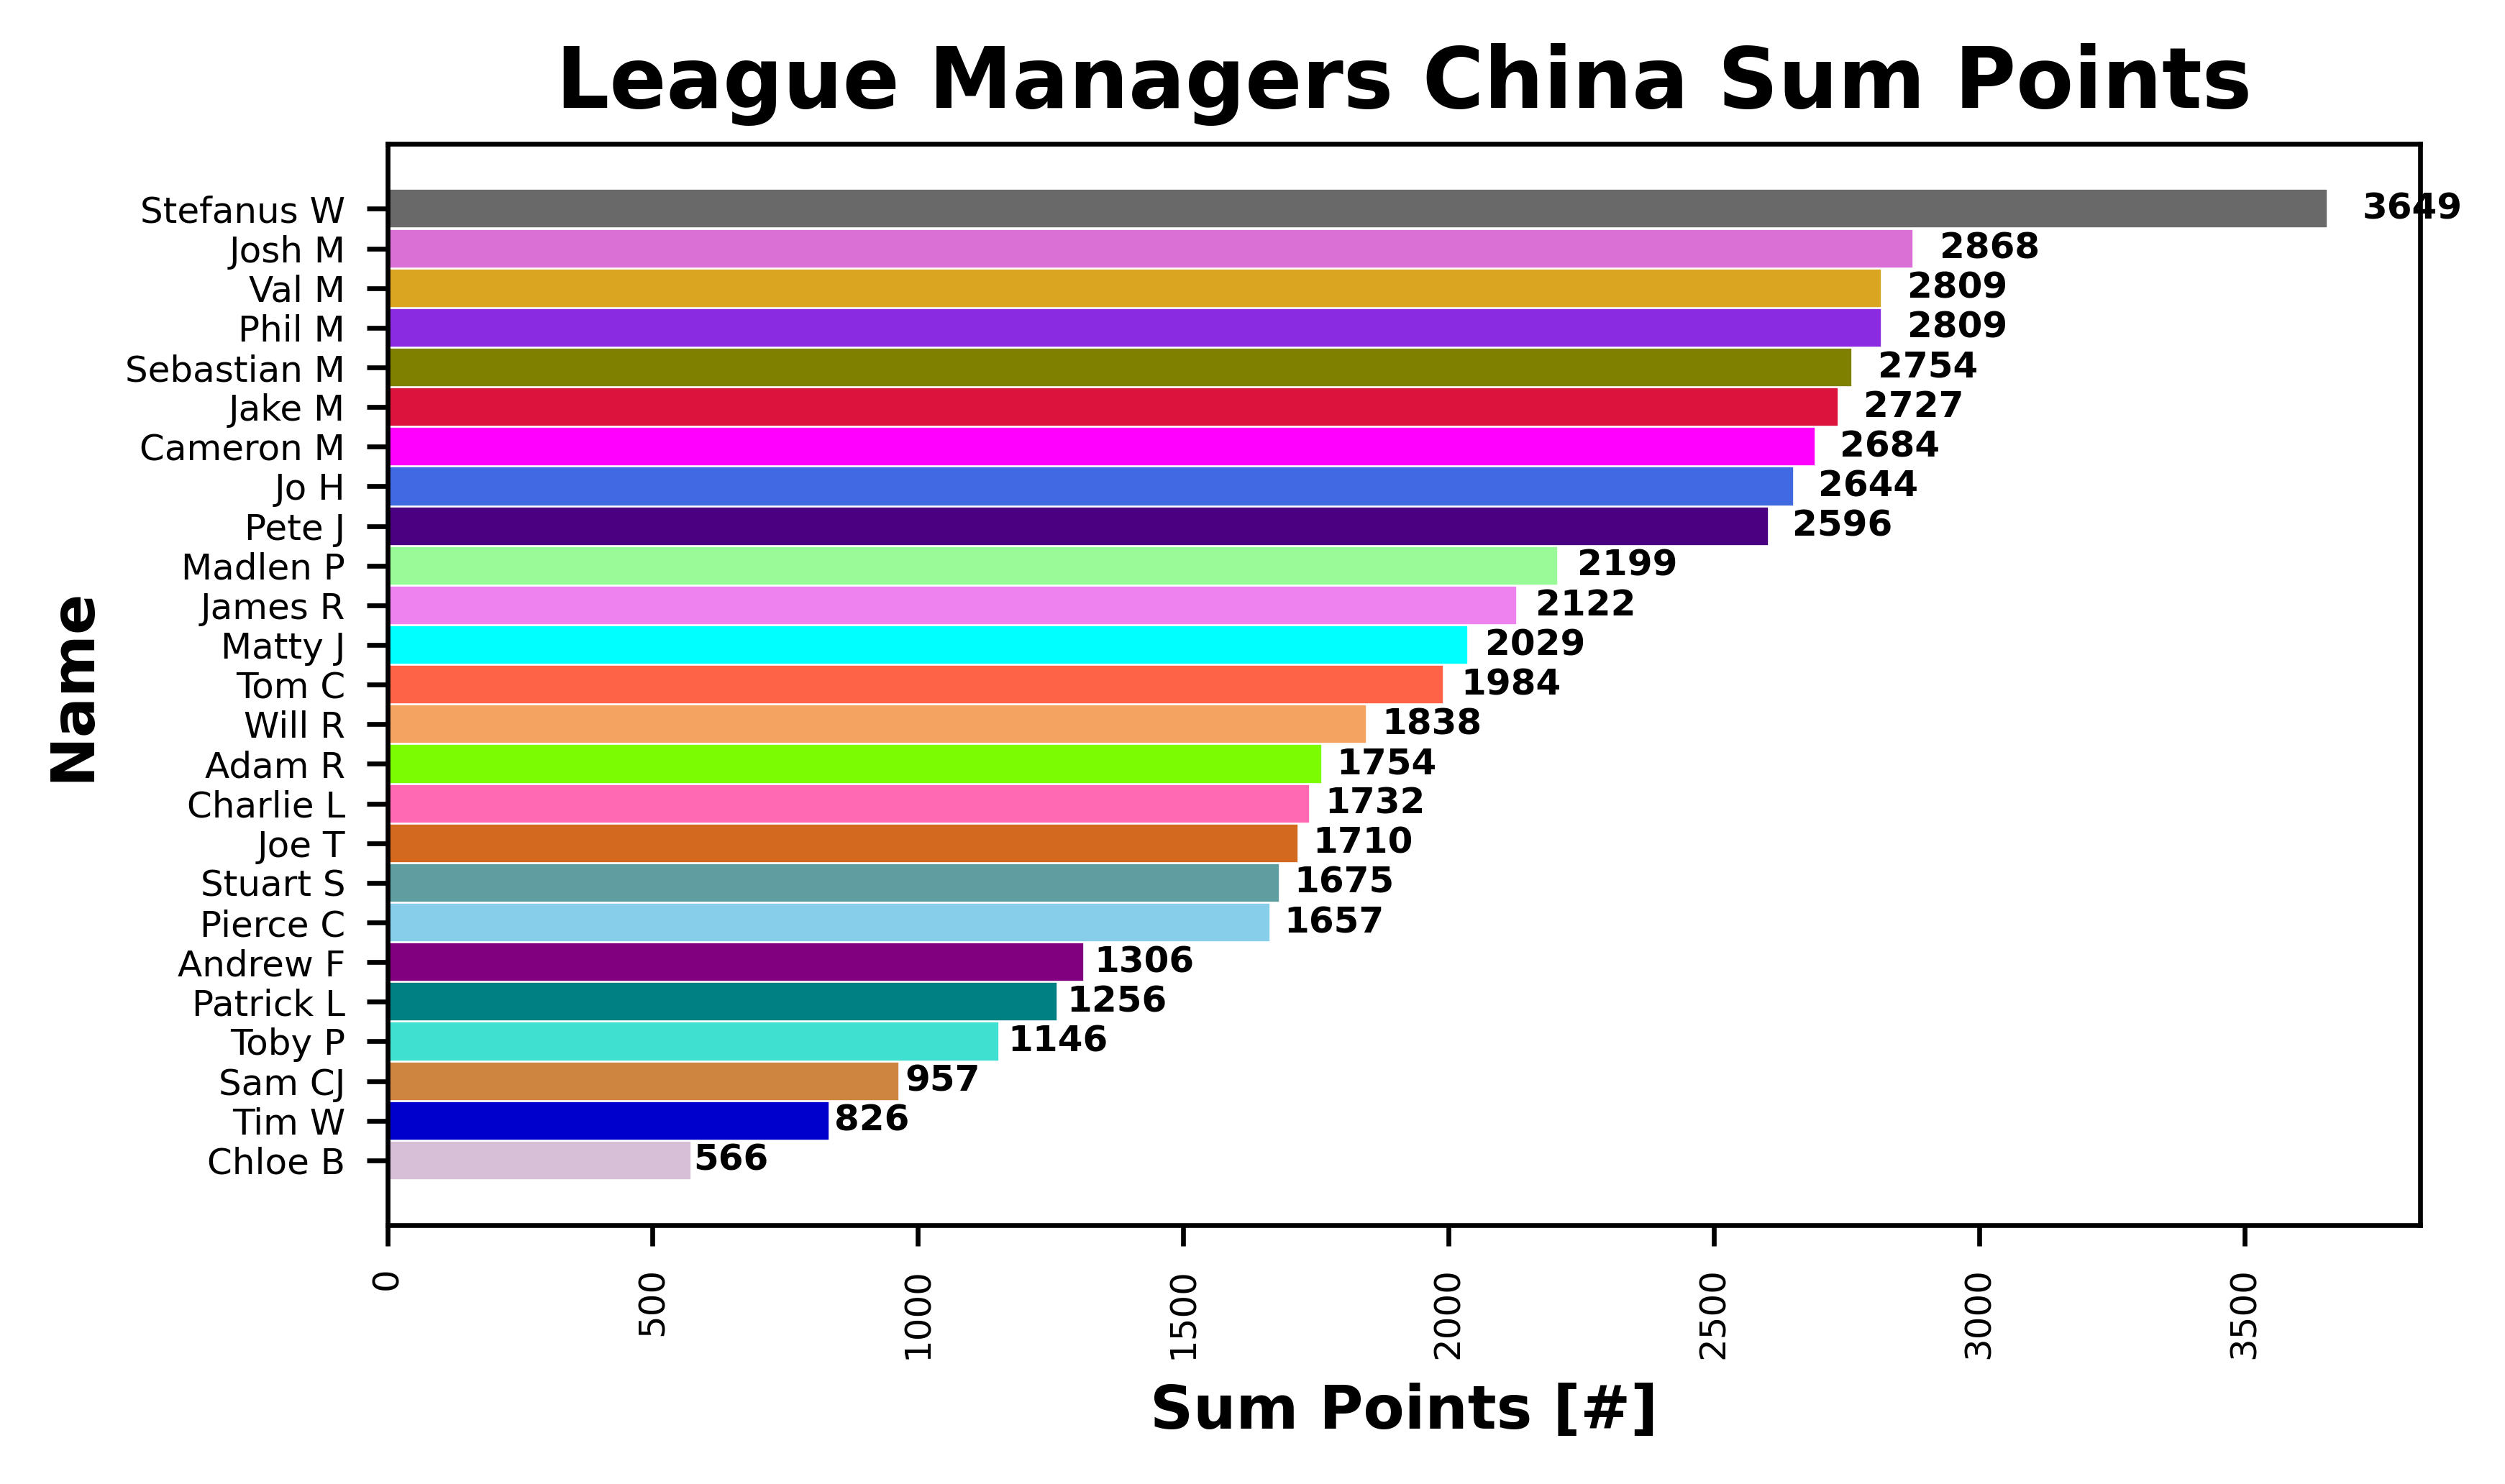 League Managers China Sum Points
Name
Stefanus W 3649
Josh M 2868
Val M 2809
Phil M 2809
Sebastian M 2754
Jake M 2727
Cameron M 2684
Jo H 2644
Pete J 2596
Madlen P 2199
James R 2122
Matty J 2029
Tom C 1984
Will R 1838
Adam R 1754
Charlie L 1732
Joe T 1710
Stuart S 1675
Pierce C 1657
Andrew F 1306
Patrick L 1256
Toby P 1146
Sam CJ 957
Tim W 826
Chloe B 566
0 500 1000 1500 2000 2500 3000 3500
Sum Points [#]